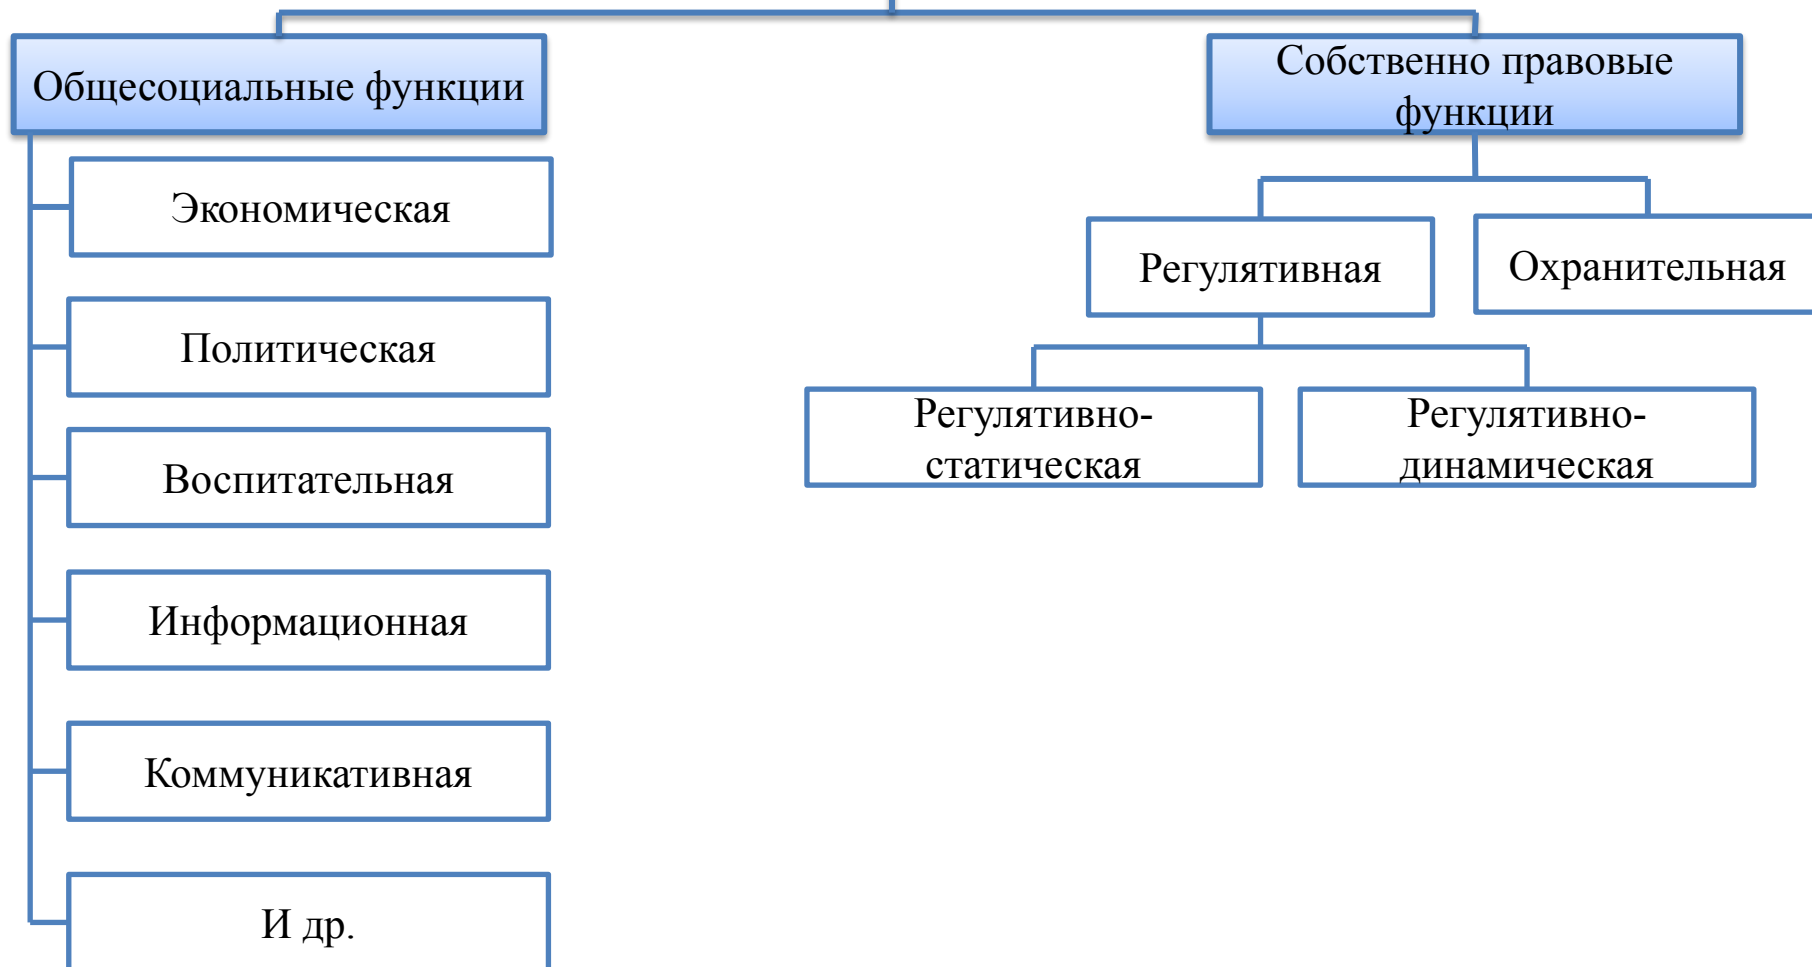 Общесоциальные функции
Экономическая
Политическая
Воспитательная
Информационная
Коммуникативная
И др.
Собственно правовые
функции
Регулятивная
Охранительная
Регулятивно-
статическая
Регулятивно-
динамическая